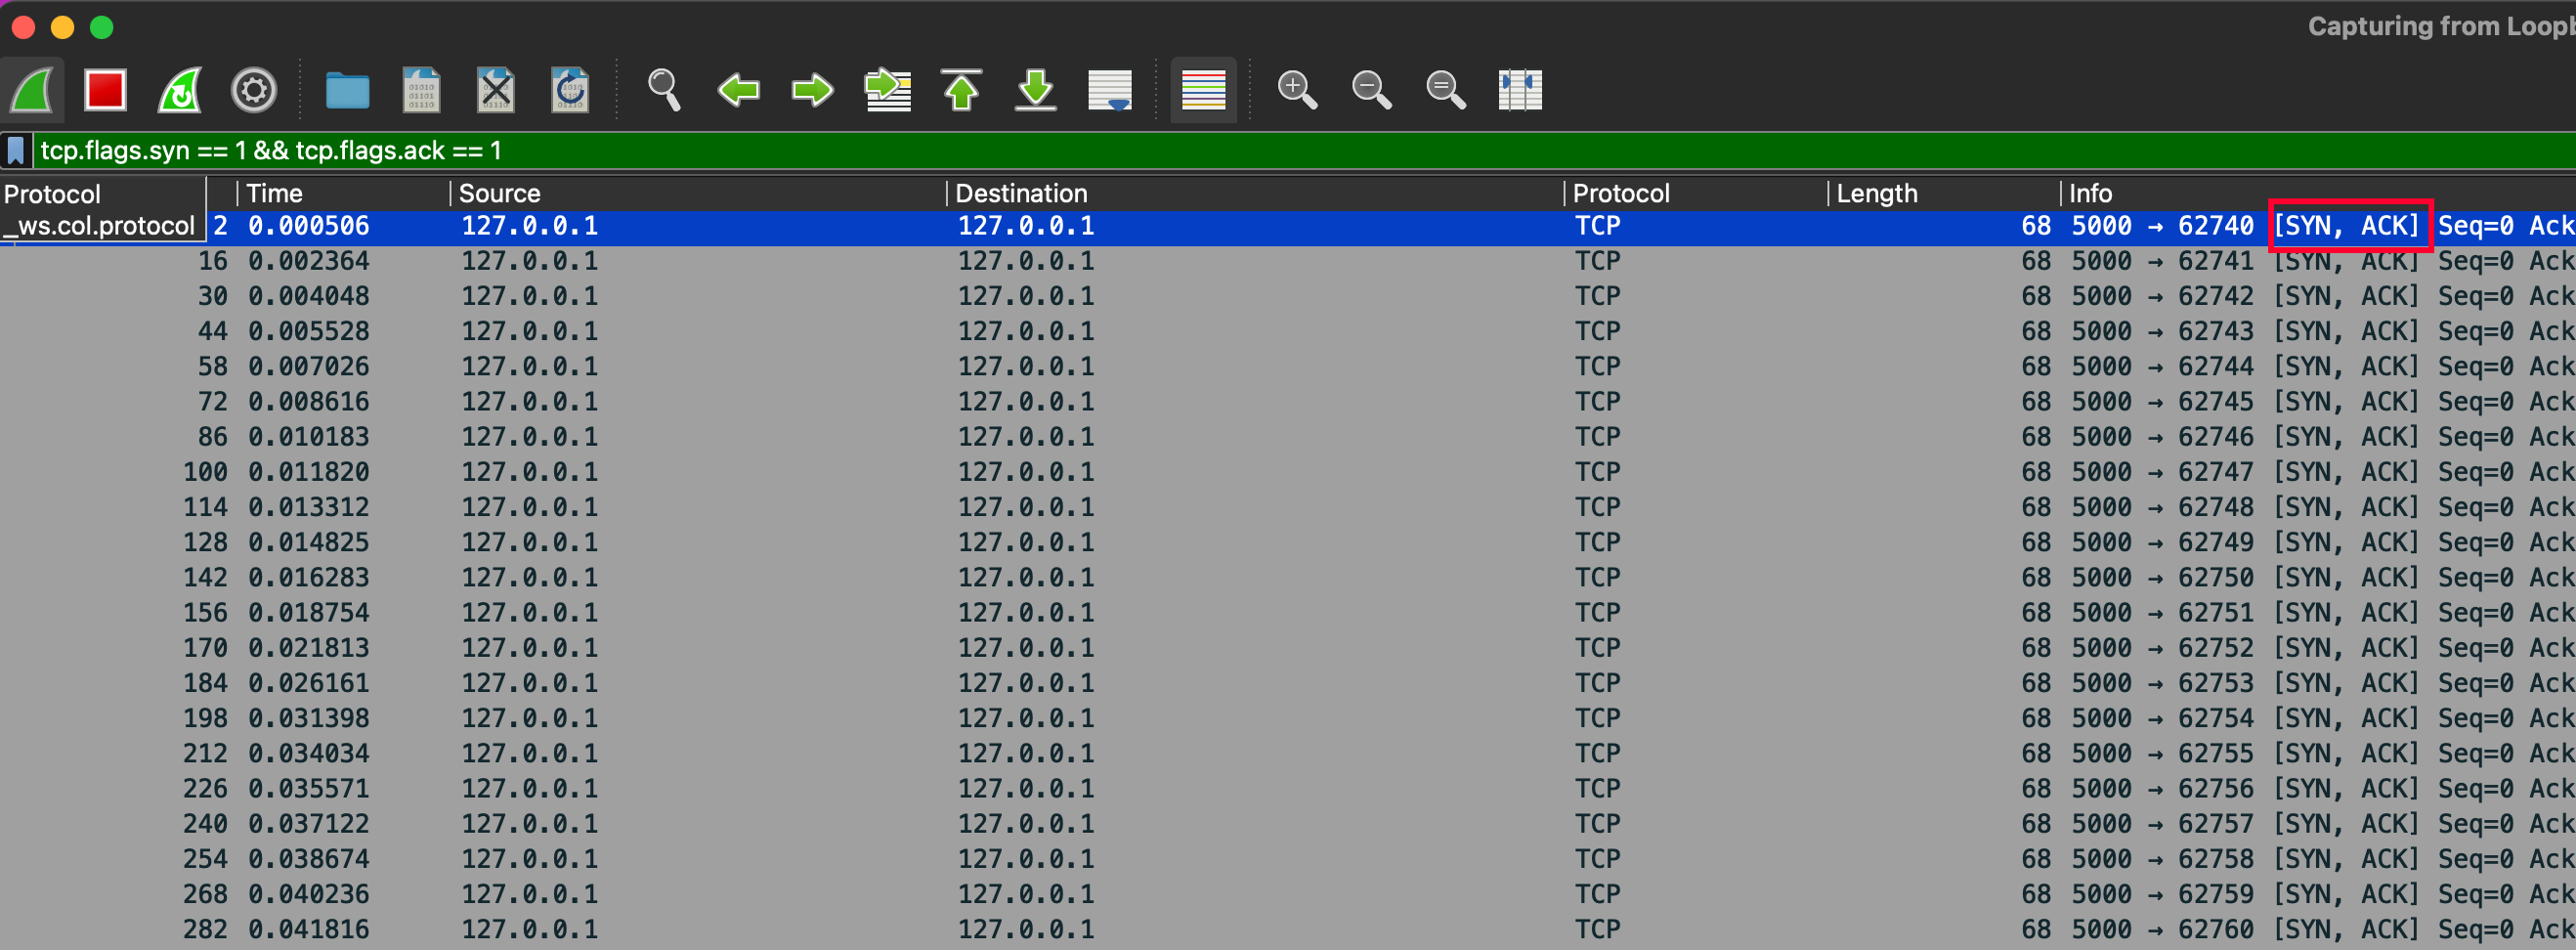 Capturing from Loopb
tcp.flags.syn == 1 && tcp.flags.ack == 1
Protocol Time Source Destination Protocol Length Info
_ws.col.protocol 2 0.000506 127.0.0.1 127.0.0.1 TCP 68 5000 → 62740 [SYN, ACK] Seq=0 Ack
16 0.002364 127.0.0.1 127.0.0.1 TCP 68 5000 → 62741 [SYN, ACK] Seq=0 Ack
30 0.004048 127.0.0.1 127.0.0.1 TCP 68 5000 → 62742 [SYN, ACK] Seq=0 Ack
44 0.005528 127.0.0.1 127.0.0.1 TCP 68 5000 → 62743 [SYN, ACK] Seq=0 Ack
58 0.007026 127.0.0.1 127.0.0.1 TCP 68 5000 → 62744 [SYN, ACK] Seq=0 Ack
72 0.008616 127.0.0.1 127.0.0.1 TCP 68 5000 → 62745 [SYN, ACK] Seq=0 Ack
86 0.010183 127.0.0.1 127.0.0.1 TCP 68 5000 → 62746 [SYN, ACK] Seq=0 Ack
100 0.011820 127.0.0.1 127.0.0.1 TCP 68 5000 → 62747 [SYN, ACK] Seq=0 Ack
114 0.013312 127.0.0.1 127.0.0.1 TCP 68 5000 → 62748 [SYN, ACK] Seq=0 Ack
128 0.014825 127.0.0.1 127.0.0.1 TCP 68 5000 → 62749 [SYN, ACK] Seq=0 Ack
142 0.016283 127.0.0.1 127.0.0.1 TCP 68 5000 → 62750 [SYN, ACK] Seq=0 Ack
156 0.018754 127.0.0.1 127.0.0.1 TCP 68 5000 → 62751 [SYN, ACK] Seq=0 Ack
170 0.021813 127.0.0.1 127.0.0.1 TCP 68 5000 → 62752 [SYN, ACK] Seq=0 Ack
184 0.026161 127.0.0.1 127.0.0.1 TCP 68 5000 → 62753 [SYN, ACK] Seq=0 Ack
198 0.031398 127.0.0.1 127.0.0.1 TCP 68 5000 → 62754 [SYN, ACK] Seq=0 Ack
212 0.034034 127.0.0.1 127.0.0.1 TCP 68 5000 → 62755 [SYN, ACK] Seq=0 Ack
226 0.035571 127.0.0.1 127.0.0.1 TCP 68 5000 → 62756 [SYN, ACK] Seq=0 Ack
240 0.037122 127.0.0.1 127.0.0.1 TCP 68 5000 → 62757 [SYN, ACK] Seq=0 Ack
254 0.038674 127.0.0.1 127.0.0.1 TCP 68 5000 → 62758 [SYN, ACK] Seq=0 Ack
268 0.040236 127.0.0.1 127.0.0.1 TCP 68 5000 → 62759 [SYN, ACK] Seq=0 Ack
282 0.041816 127.0.0.1 127.0.0.1 TCP 68 5000 → 62760 [SYN, ACK] Seq=0 Ack